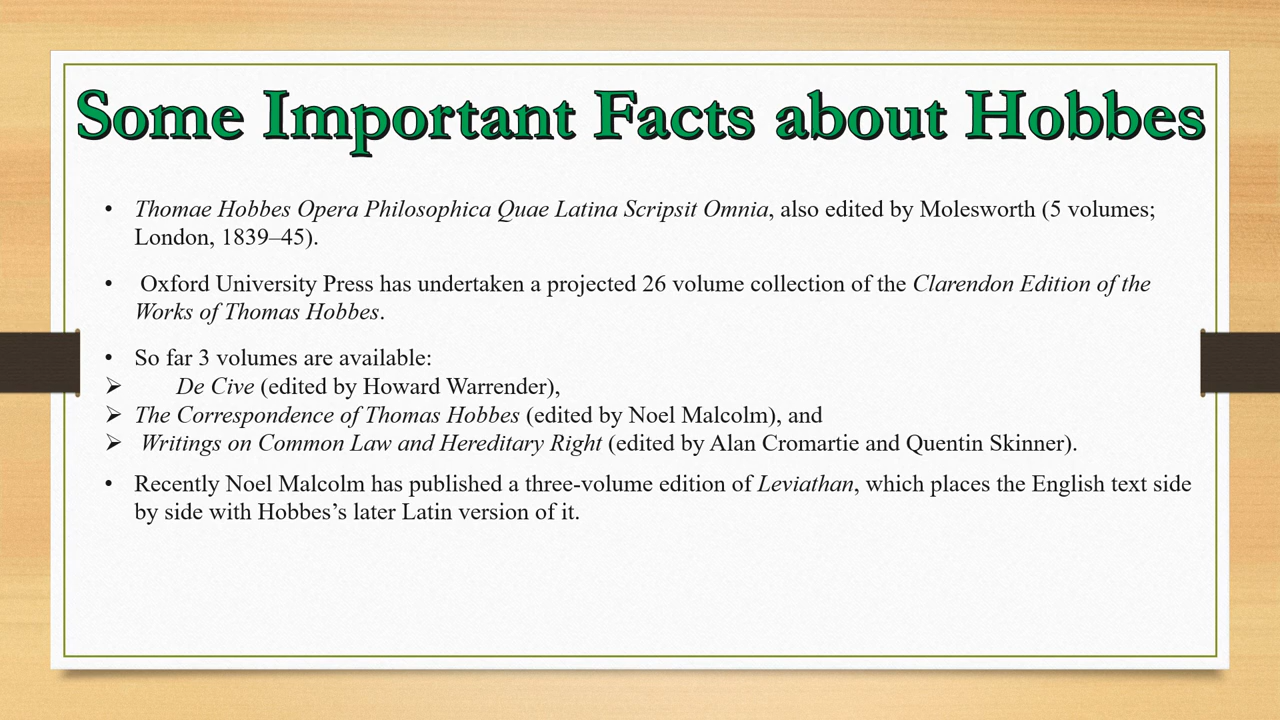 Some Important Facts about Hobbes
• Thomae Hobbes Opera Philosophica Quae Latina Scripsit Omnia, also edited by Molesworth (5 volumes;
London, 1839–45).
• Oxford University Press has undertaken a projected 26 volume collection of the Clarendon Edition of the
Works of Thomas Hobbes.
• So far 3 volumes are available:
➢ De Cive (edited by Howard Warrender),
➢ The Correspondence of Thomas Hobbes (edited by Noel Malcolm), and
➢ Writings on Common Law and Hereditary Right (edited by Alan Cromartie and Quentin Skinner).
• Recently Noel Malcolm has published a three-volume edition of Leviathan, which places the English text side
by side with Hobbes’s later Latin version of it.